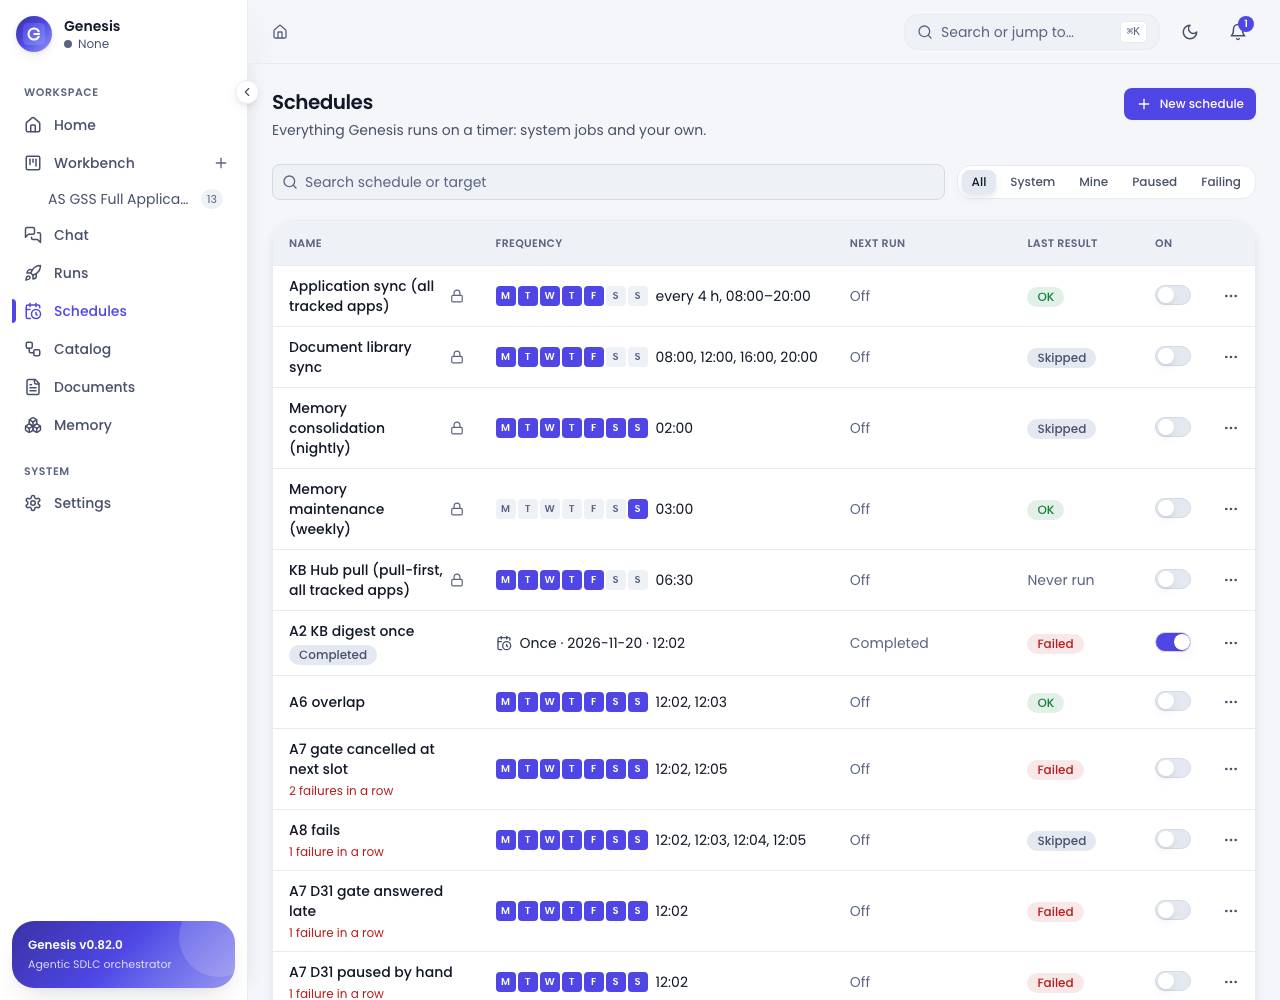 Genesis
None
WORKSPACE
Home
Workbench
AS GSS Full Applica... 13
Chat
Runs
Schedules
Catalog
Documents
Memory
SYSTEM
Settings
Genesis v0.82.0
Agentic SDLC orchestrator
Search or jump to... ⌘K
1
Schedules
Everything Genesis runs on a timer: system jobs and your own.
New schedule
Search schedule or target
All System Mine Paused Failing
NAME FREQUENCY NEXT RUN LAST RESULT ON
Application sync (all
tracked apps)
M T W T F S S every 4 h, 08:00–20:00 Off OK
Document library
sync
M T W T F S S 08:00, 12:00, 16:00, 20:00 Off Skipped
Memory
consolidation
(nightly)
M T W T F S S 02:00 Off Skipped
Memory
maintenance
(weekly)
M T W T F S S 03:00 Off OK
KB Hub pull (pull-first,
all tracked apps)
M T W T F S S 06:30 Off Never run
A2 KB digest once
Completed
Once · 2026-11-20 · 12:02 Completed Failed
A6 overlap
M T W T F S S 12:02, 12:03 Off OK
A7 gate cancelled at
next slot
2 failures in a row
M T W T F S S 12:02, 12:05 Off Failed
A8 fails
1 failure in a row
M T W T F S S 12:02, 12:03, 12:04, 12:05 Off Skipped
A7 D31 gate answered
late
1 failure in a row
M T W T F S S 12:02 Off Failed
A7 D31 paused by hand
1 failure in a row
M T W T F S S 12:02 Off Failed